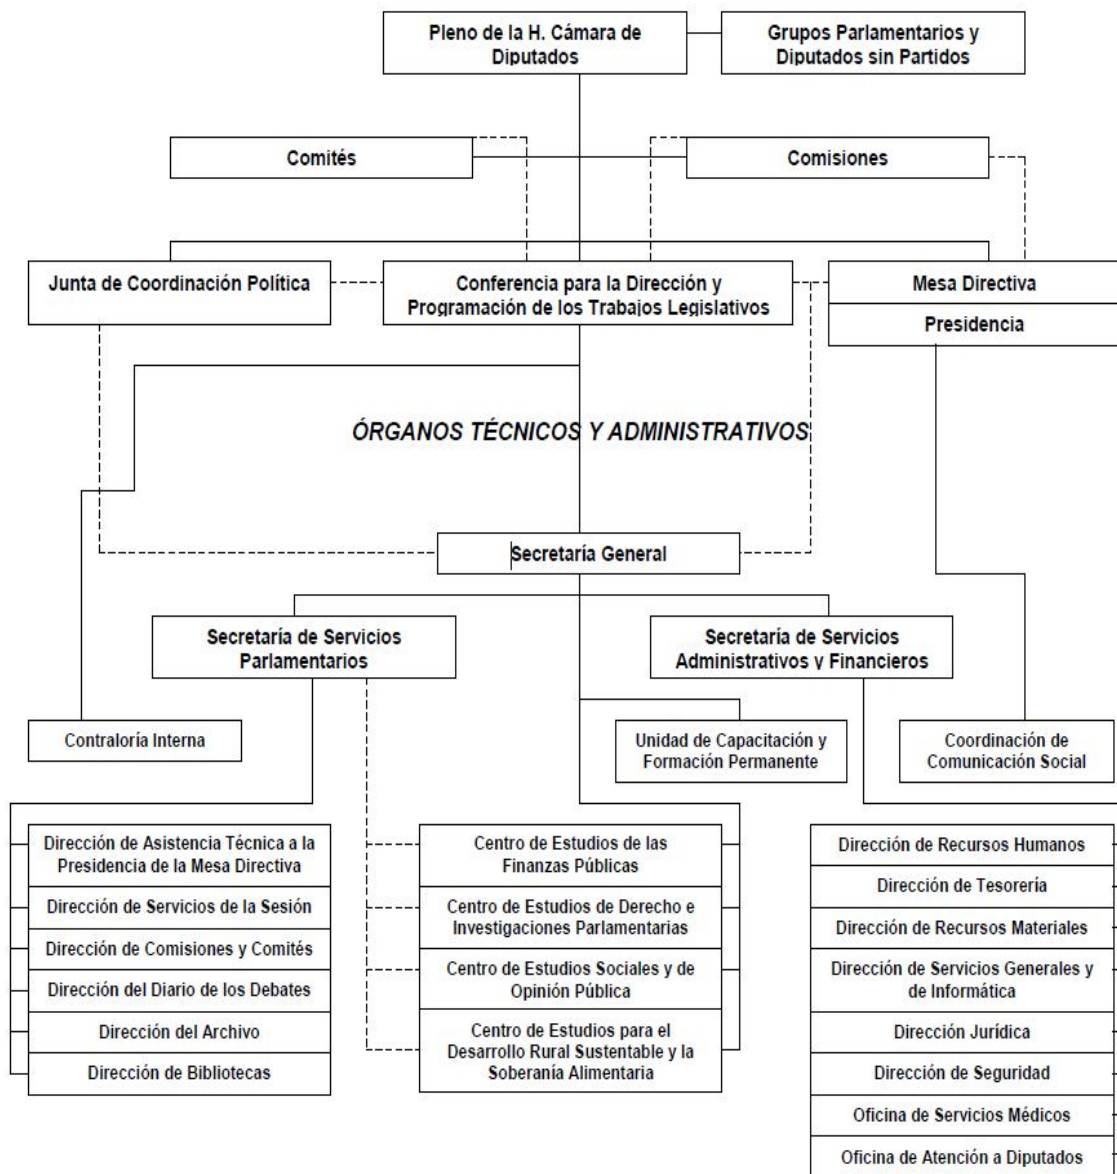 Pleno de la H. Cámara de
Diputados
Grupos Parlamentarios y
Diputados sin Partidos
Comités
Comisiones
Junta de Coordinación Política
Conferencia para la Dirección y
Programación de los Trabajos Legislativos
Mesa Directiva
Presidencia
ÓRGANOS TÉCNICOS Y ADMINISTRATIVOS
Secretaría General
Secretaría de Servicios
Parlamentarios
Secretaría de Servicios
Administrativos y Financieros
Contraloría Interna
Unidad de Capacitación y
Formación Permanente
Coordinación de
Comunicación Social
Dirección de Asistencia Técnica a la
Presidencia de la Mesa Directiva
Dirección de Servicios de la Sesión
Dirección de Comisiones y Comités
Dirección del Diario de los Debates
Dirección del Archivo
Dirección de Bibliotecas
Centro de Estudios de las
Finanzas Públicas
Centro de Estudios de Derecho e
Investigaciones Parlamentarias
Centro de Estudios Sociales y de
Opinión Pública
Centro de Estudios para el
Desarrollo Rural Sustentable y la
Soberanía Alimentaria
Dirección de Recursos Humanos
Dirección de Tesorería
Dirección de Recursos Materiales
Dirección de Servicios Generales y
de Informática
Dirección Jurídica
Dirección de Seguridad
Oficina de Servicios Médicos
Oficina de Atención a Diputados